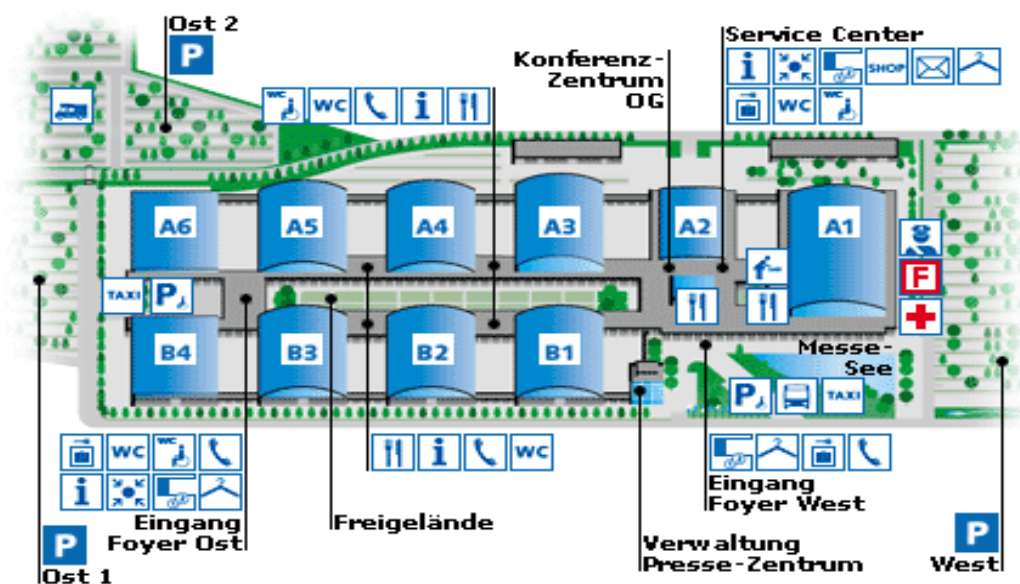 Ost 2
P
Service Center
i
SHOP
WC
WC
Konferenz-
Zentrum
OG
WC
WC
i
A6
A5
A4
A3
A2
A1
F
TAXI
P
B4
B3
B2
B1
Messe-
See
P
TAXI
WC
WC
i
Eingang
Foyer Ost
i
WC
Freigelände
Eingang
Foyer West
Verwaltung
Presse-Zentrum
P
Ost 1
P
West